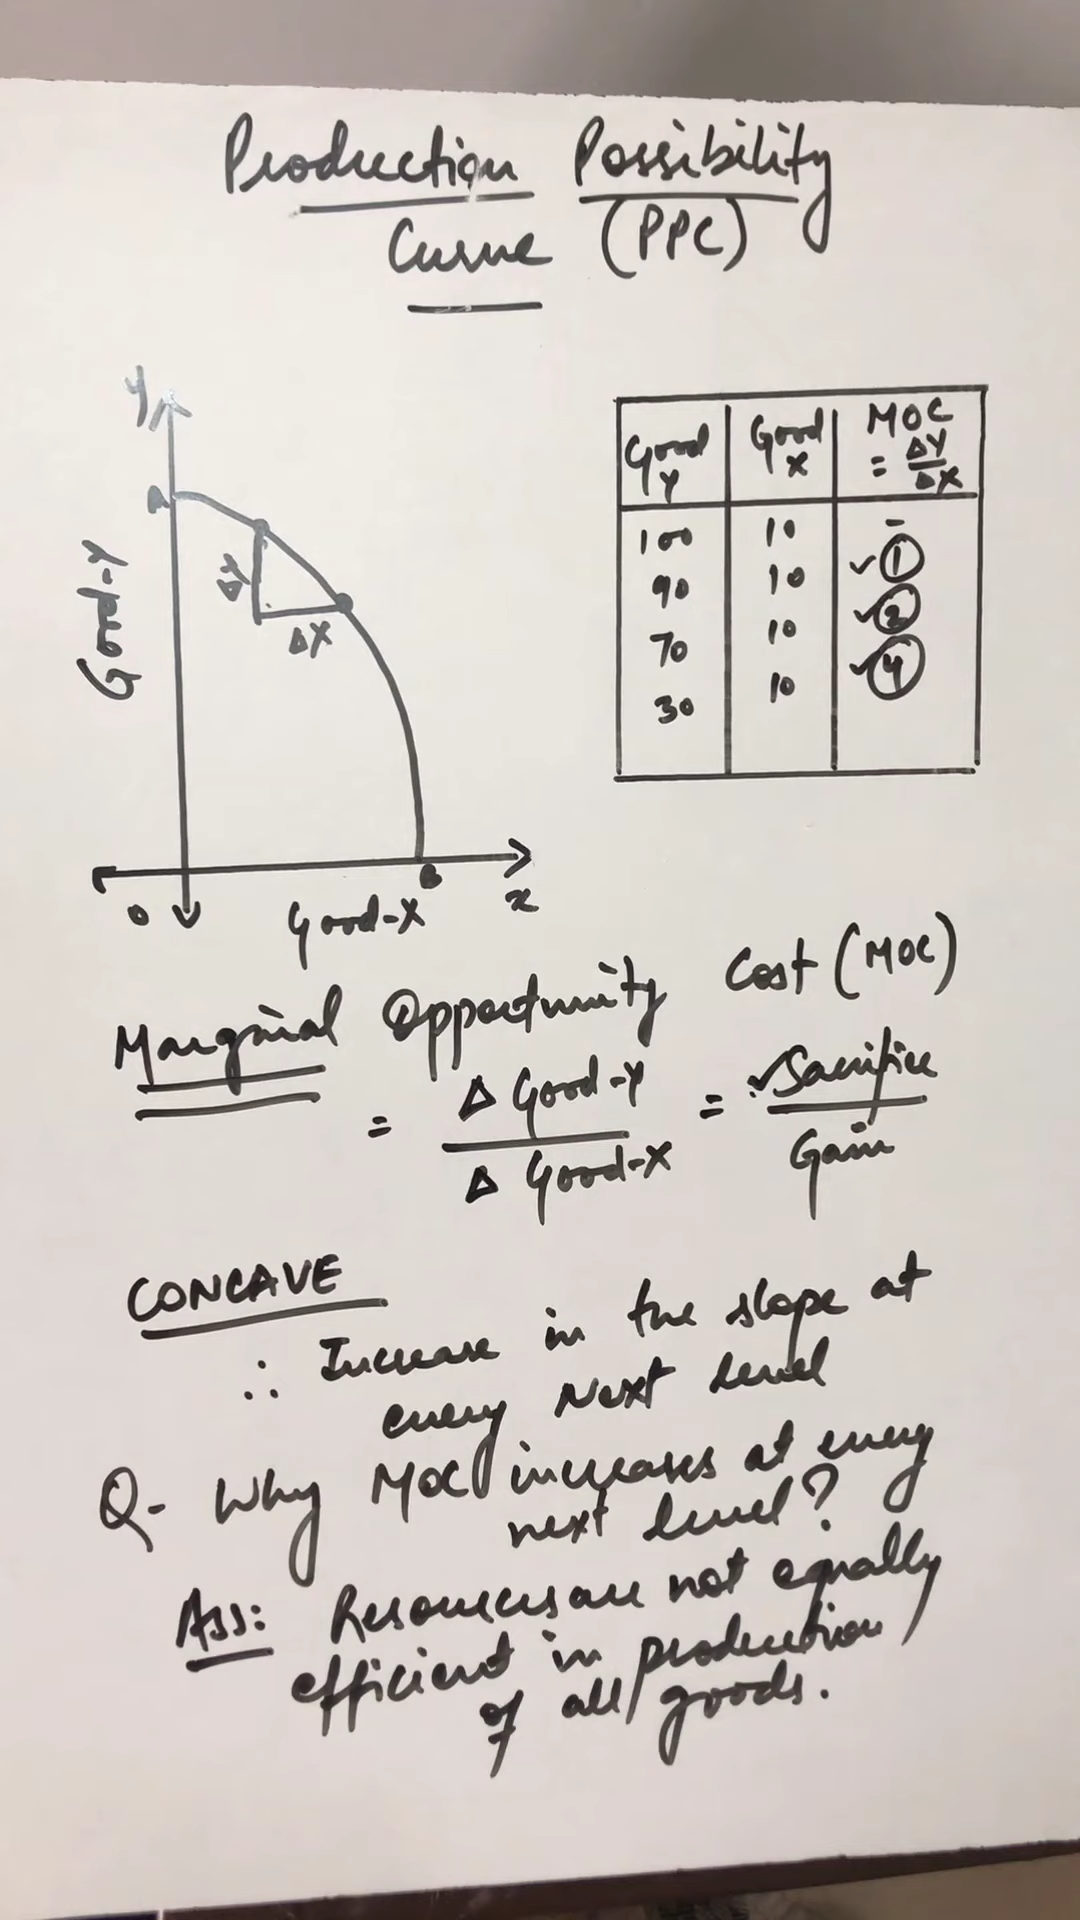 Production Possibility
Curve (PPC)
Y
A
Good-Y
ΔY
ΔX
B
0
Good-X
x
Good Y | Good X | MOC = ΔY/ΔX
100 | 10 | -
90 | 10 | ✓ 1
70 | 10 | ✓ 2
30 | 10 | ✓ 4
Marginal Opportunity Cost (MOC)
= Δ Good-Y / Δ Good-X = ✓ Sacrifice / Gain
CONCAVE
∴ Increase in the slope at
every Next level
Q- Why MOC increases at every
next level?
Ass: Resources are not equally
efficient in production
of all goods.